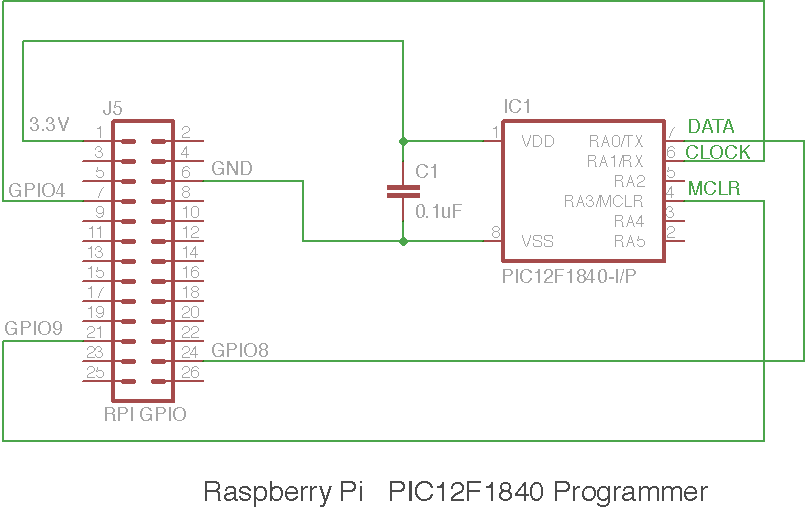 J5
IC1
3.3V
1 2
3 4
5 6 GND
GPIO4 7 8
9 10
11 12
13 14
15 16
17 18
19 20
GPIO9 21 22
23 24 GPIO8
25 26
RPI GPIO
C1
0.1uF
1 VDD RA0/TX 7 DATA
RA1/RX 6 CLOCK
RA2 5
RA3/MCLR 4 MCLR
RA4 3
8 VSS RA5 2
PIC12F1840-I/P
Raspberry Pi PIC12F1840 Programmer